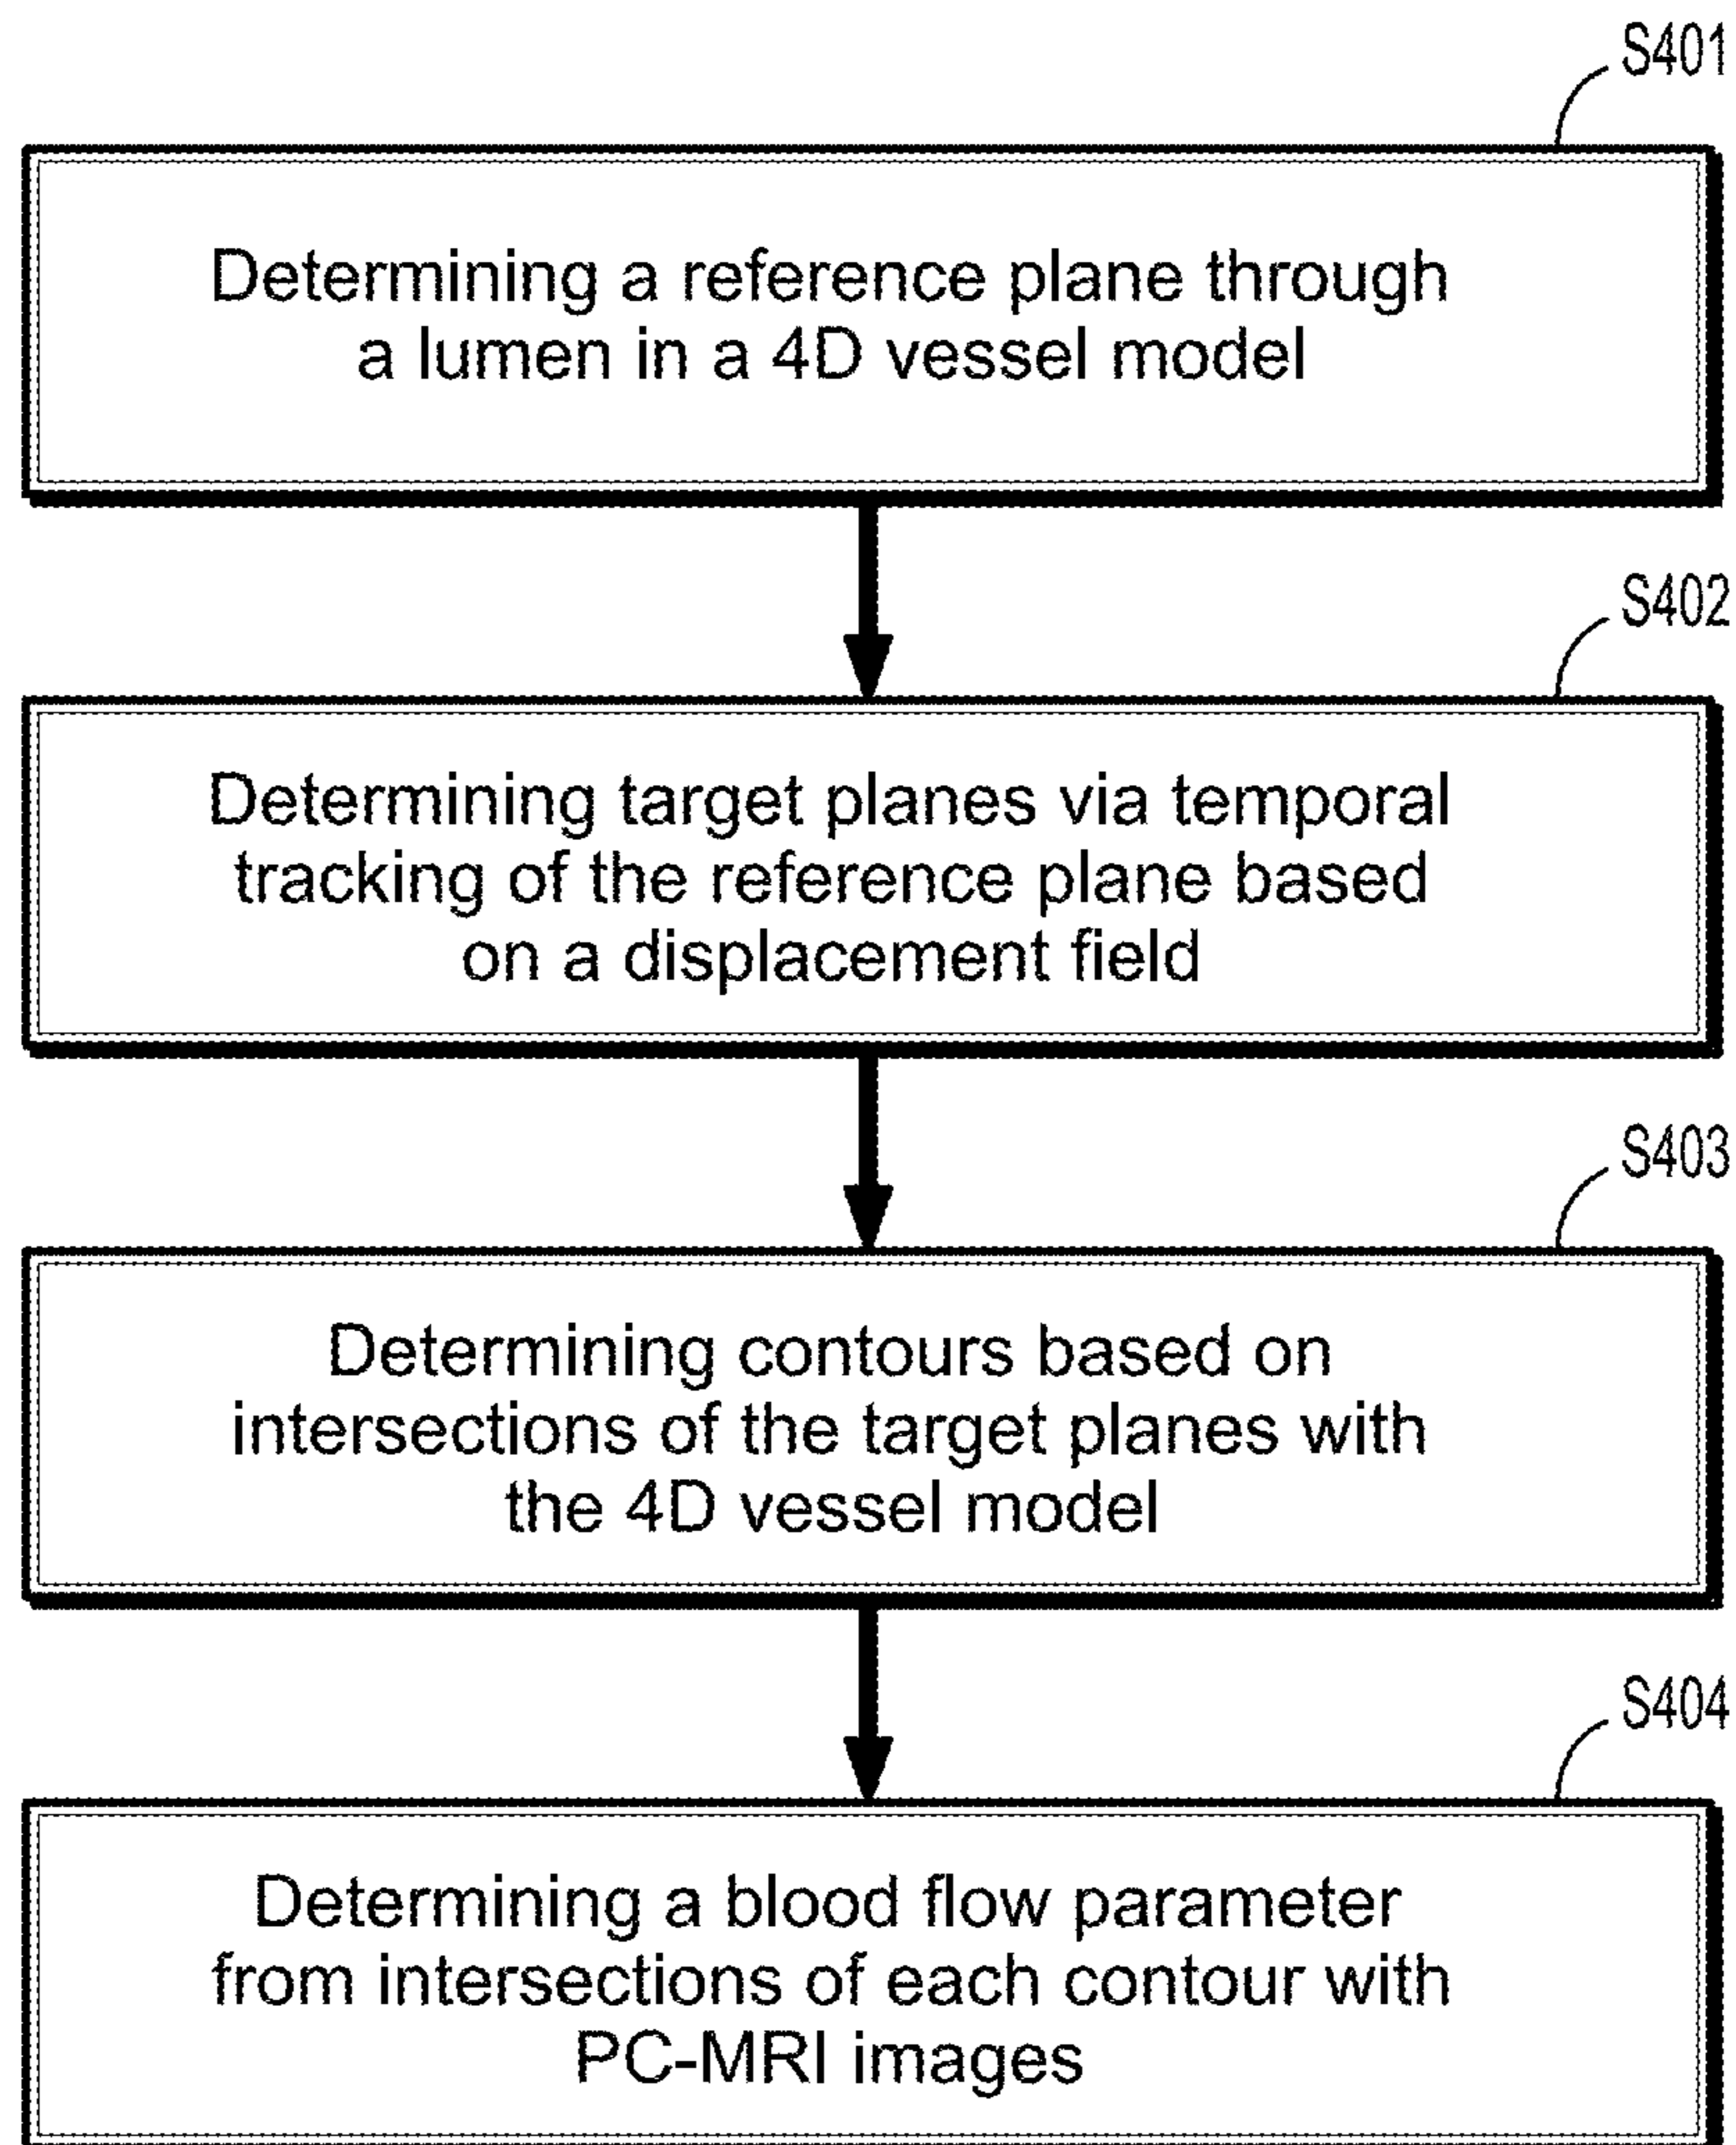 S401
Determining a reference plane through
a lumen in a 4D vessel model
S402
Determining target planes via temporal
tracking of the reference plane based
on a displacement field
S403
Determining contours based on
intersections of the target planes with
the 4D vessel model
S404
Determining a blood flow parameter
from intersections of each contour with
PC-MRI images